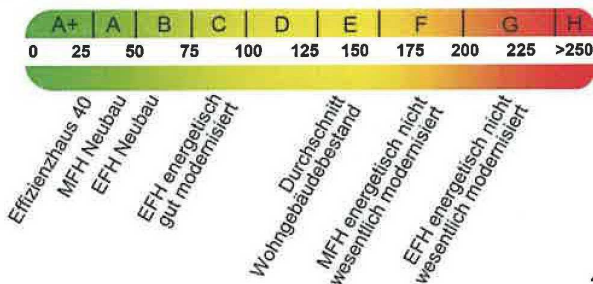 A+ A B C D E F G H
0 25 50 75 100 125 150 175 200 225 >250
Effizienzhaus 40
MFH Neubau
EFH Neubau
EFH energetisch
gut modernisiert
Durchschnitt
Wohngebäudebestand
MFH energetisch nicht
wesentlich modernisiert
EFH energetisch nicht
wesentlich modernisiert